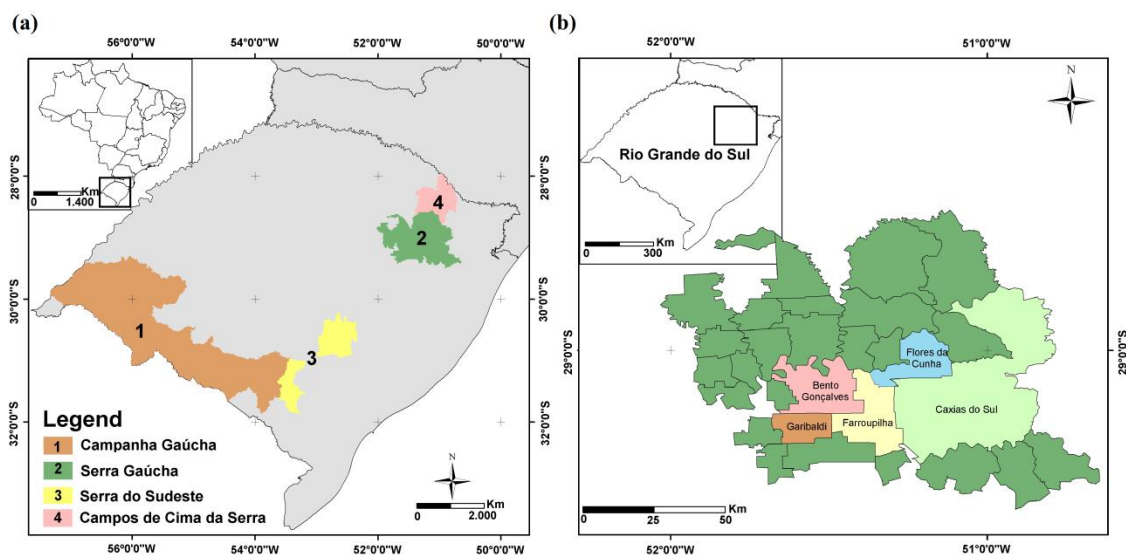 (a)
56°0'0"W 54°0'0"W 52°0'0"W 50°0'0"W
Km
0 1.400
28°0'0"S
30°0'0"S
32°0'0"S
28°0'0"S
30°0'0"S
32°0'0"S
4
2
1
3
Legend
1 Campanha Gaúcha
2 Serra Gaúcha
3 Serra do Sudeste
4 Campos de Cima da Serra
N
Km
0 2.000
56°0'0"W 54°0'0"W 52°0'0"W 50°0'0"W
(b)
52°0'0"W 51°0'0"W
N
Rio Grande do Sul
Km
0 300
29°0'0"S
29°0'0"S
Flores da
Cunha
Bento
Gonçalves
Caxias do Sul
Garibaldi
Farroupilha
Km
0 25 50
52°0'0"W 51°0'0"W